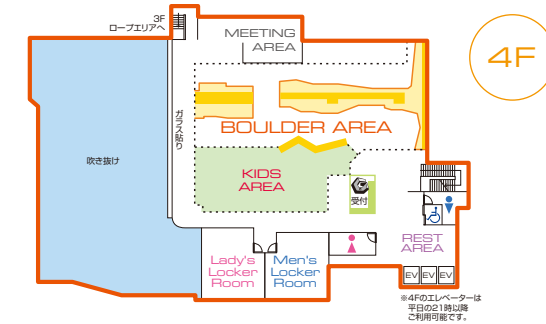 3F
ロープエリアへ
MEETING
AREA
4F
ガラス貼り
BOULDER AREA
吹き抜け
KIDS
AREA
受付
REST
AREA
Lady's
Locker
Room
Men's
Locker
Room
EV EV EV
※4Fのエレベーターは
平日の21時以降
ご利用可能です。